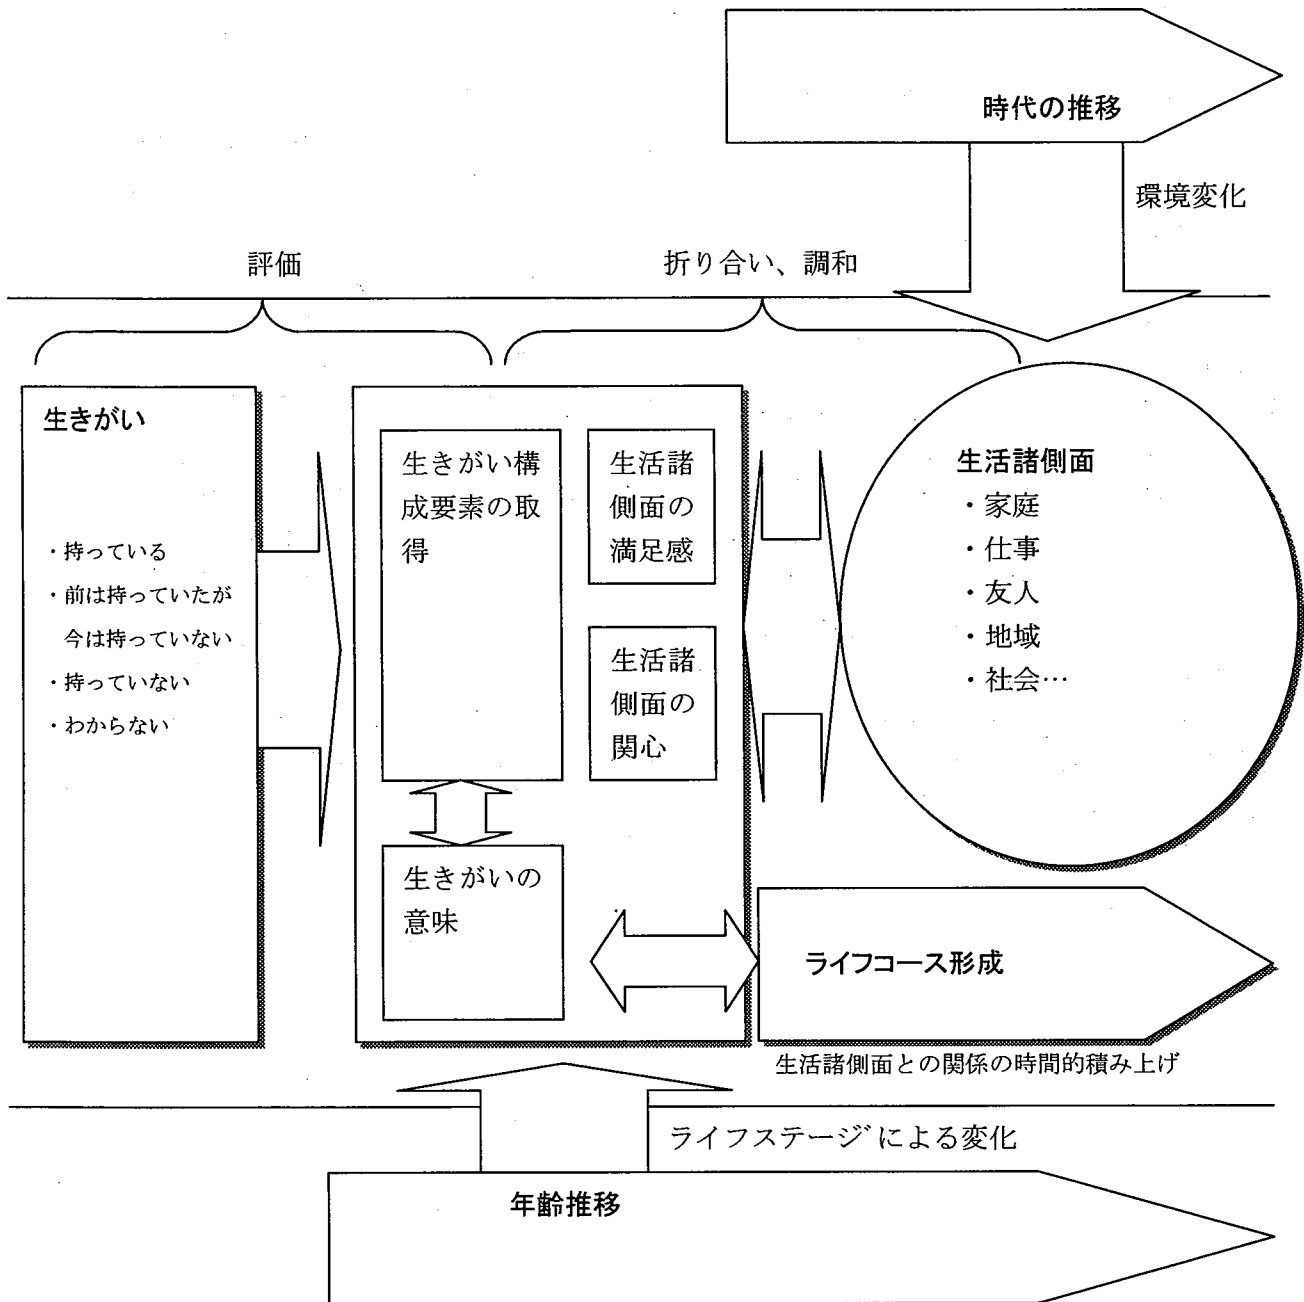 時代の推移
環境変化
評価
折り合い、調和
生きがい
・持っている
・前は持っていたが
今は持っていない
・持っていない
・わからない
生きがい構
成要素の取
得
生活諸
側面の
満足感
生活諸
側面の
関心
生きがいの
意味
生活諸側面
・家庭
・仕事
・友人
・地域
・社会…
ライフコース形成
生活諸側面との関係の時間的積み上げ
ライフステージによる変化
年齢推移